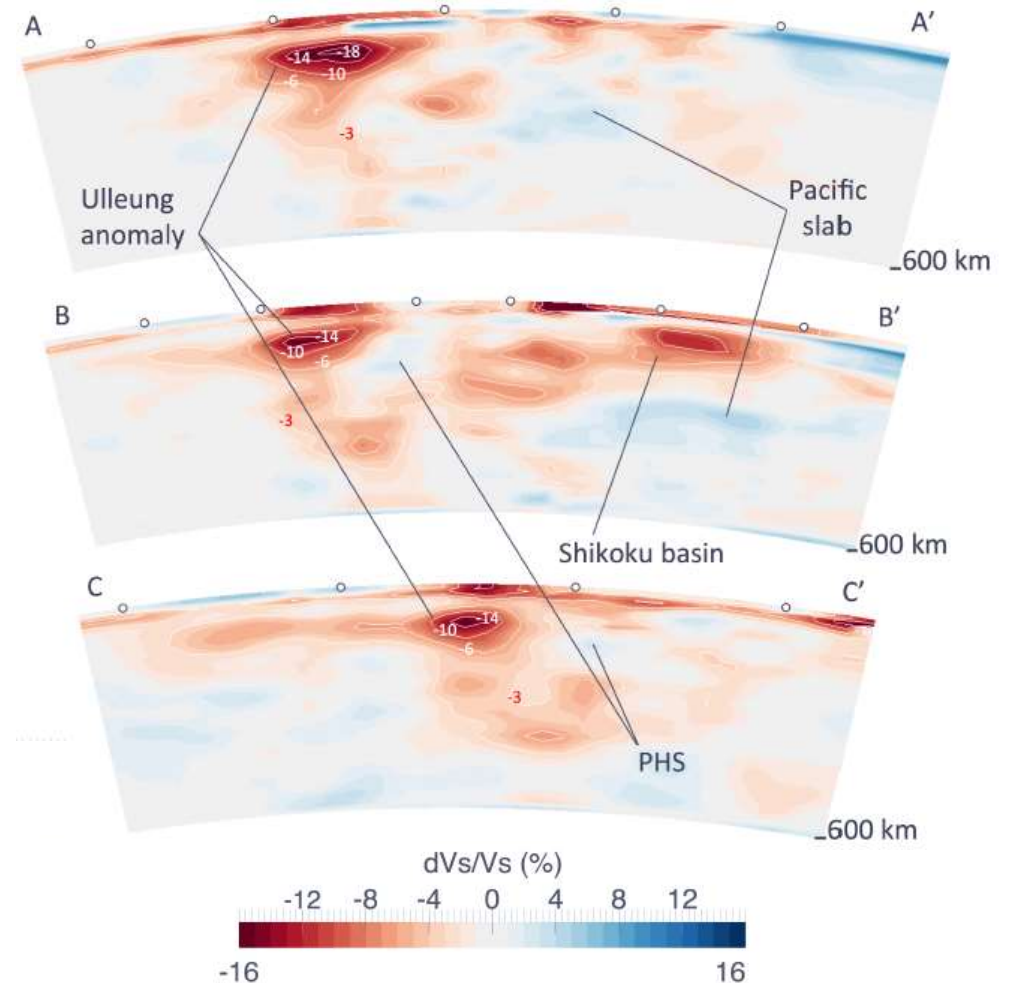 A
A'
-14
-18
-6
-10
-3
Ulleung
anomaly
Pacific
slab
600 km
B
B'
-14
-10
-6
-3
Shikoku basin
600 km
C
C'
-14
-10
-6
-3
PHS
600 km
dVs/Vs (%)
-12 -8 -4 0 4 8 12
-16 16